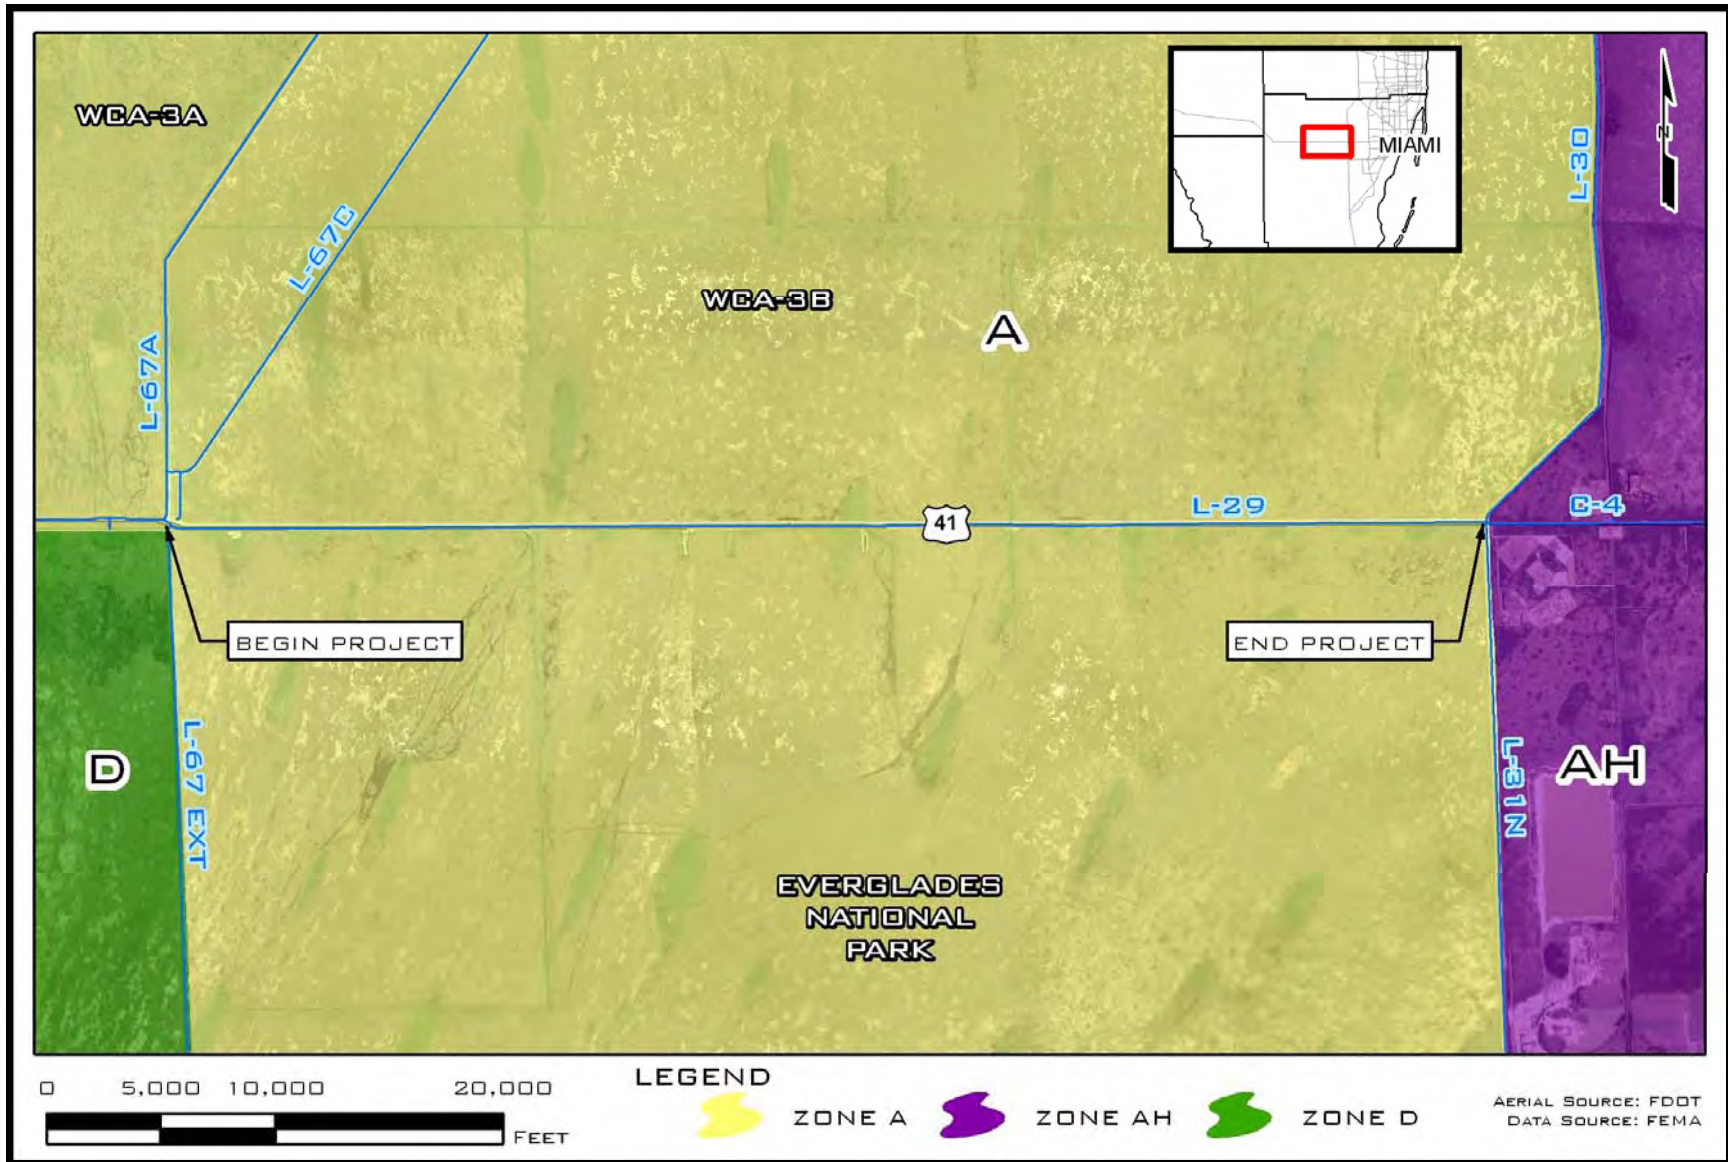 WCA-3A
MIAMI
N
L-30
L-67C
WCA-3B
A
L-67A
L-29
C-4
41
BEGIN PROJECT
END PROJECT
D
L-67 EXT
L-31N
AH
EVERGLADES
NATIONAL
PARK
0 5,000 10,000 20,000
FEET
LEGEND
ZONE A ZONE AH ZONE D
AERIAL SOURCE: FDOT
DATA SOURCE: FEMA